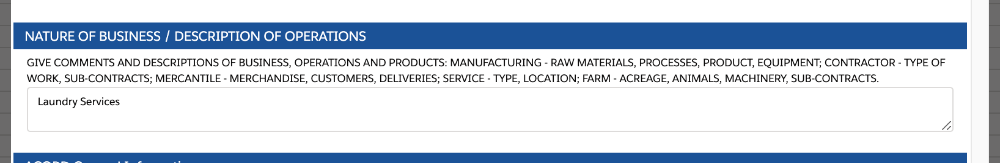 NATURE OF BUSINESS / DESCRIPTION OF OPERATIONS
GIVE COMMENTS AND DESCRIPTIONS OF BUSINESS, OPERATIONS AND PRODUCTS: MANUFACTURING - RAW MATERIALS, PROCESSES, PRODUCT, EQUIPMENT; CONTRACTOR - TYPE OF
WORK, SUB-CONTRACTS; MERCANTILE - MERCHANDISE, CUSTOMERS, DELIVERIES; SERVICE - TYPE, LOCATION; FARM - ACREAGE, ANIMALS, MACHINERY, SUB-CONTRACTS.
Laundry Services